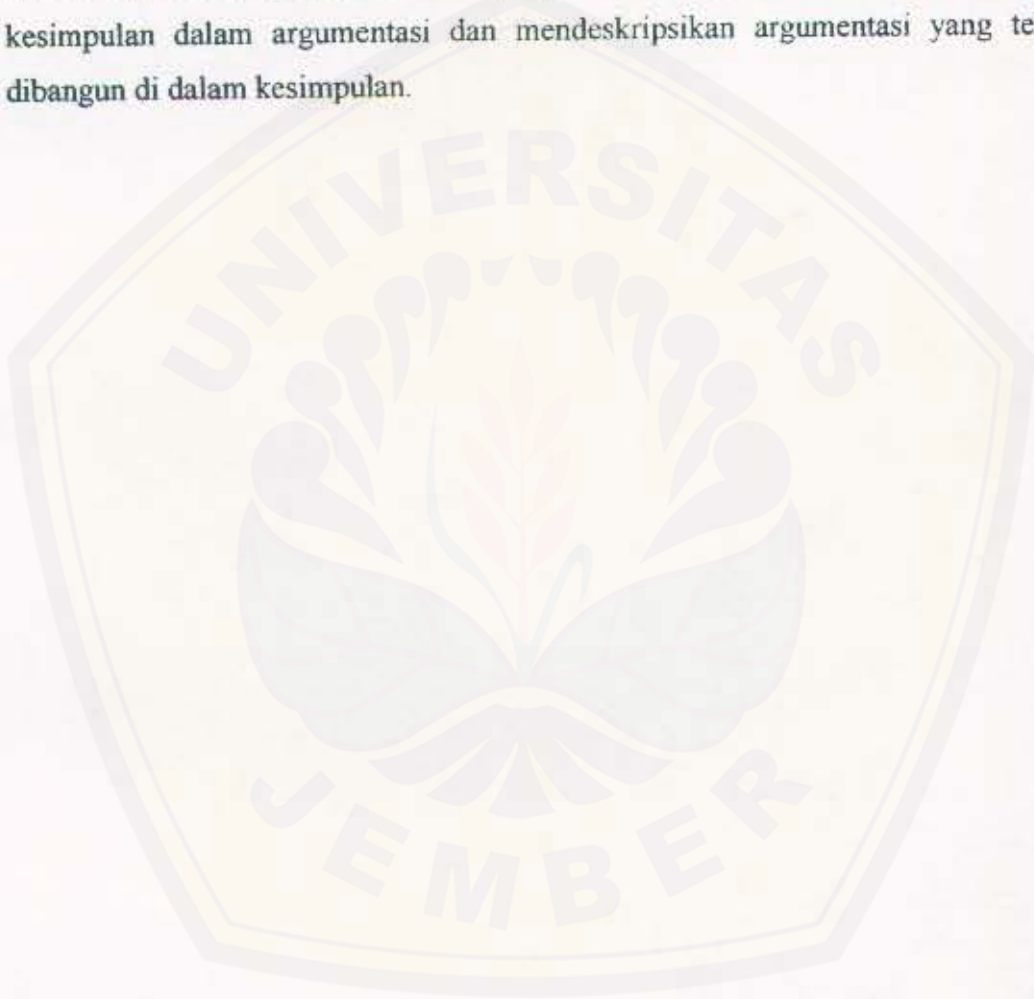 kesimpulan dalam argumentasi dan mendeskripsikan argumentasi yang te
dibangun di dalam kesimpulan.
UNIVERSITAS
JEMBER